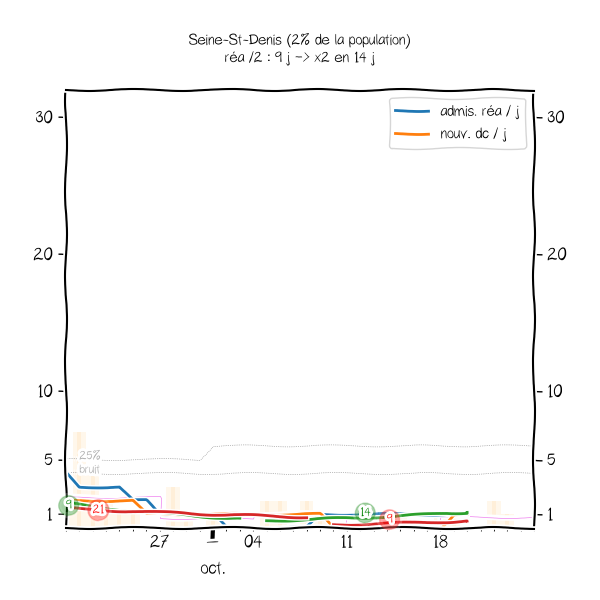 Seine-St-Denis (2% de la population)
réa /2 : 9 j -> x2 en 14 j
admis. réa / j
nouv. dc / j
30 30
20 20
10 10
5 25% 5
bruit
1 9 21 14 9 1
27 04 11 18
oct.